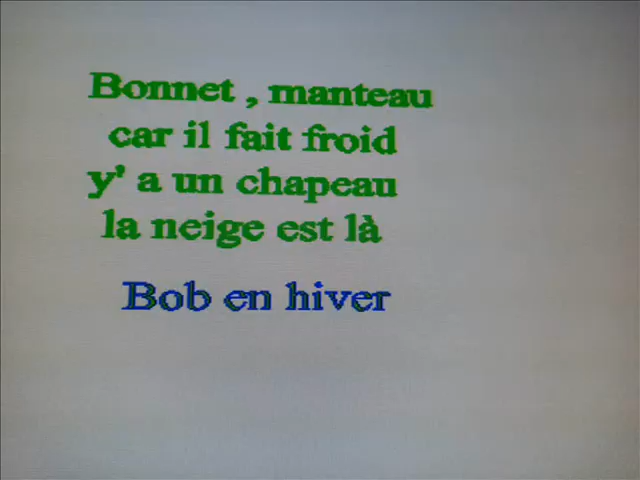 Bonnet , manteau
car il fait froid
y' a un chapeau
la neige est là
Bob en hiver